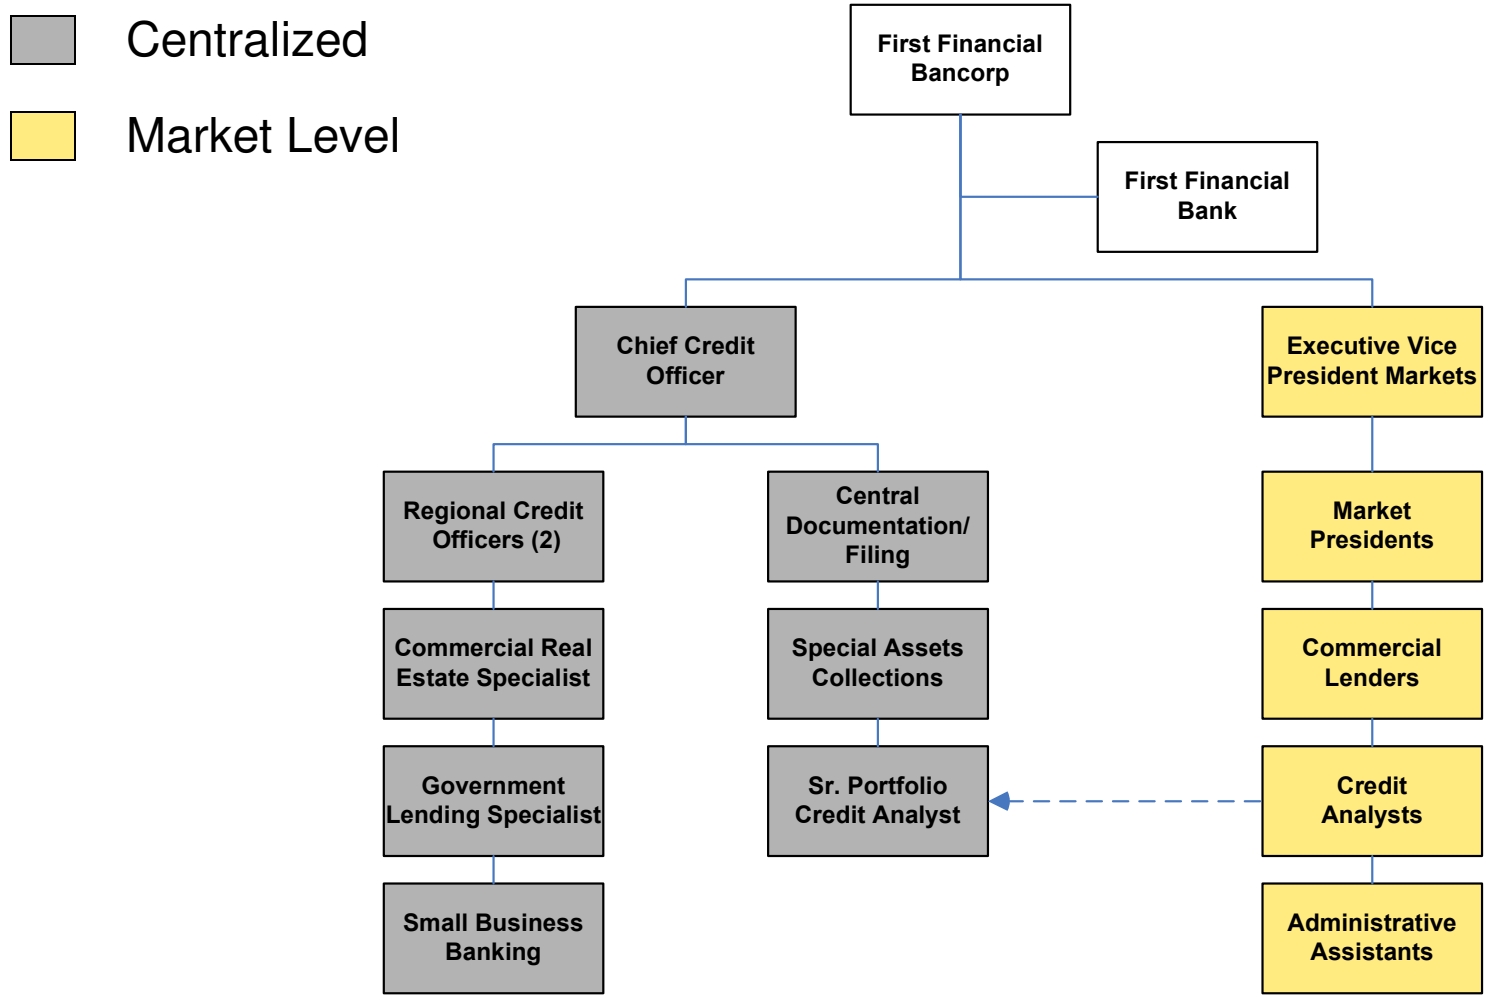 Centralized
Market Level
First Financial
Bancorp
First Financial
Bank
Chief Credit
Officer
Executive Vice
President Markets
Regional Credit
Officers (2)
Central
Documentation/
Filing
Market
Presidents
Commercial Real
Estate Specialist
Special Assets
Collections
Commercial
Lenders
Government
Lending Specialist
Sr. Portfolio
Credit Analyst
Credit
Analysts
Small Business
Banking
Administrative
Assistants